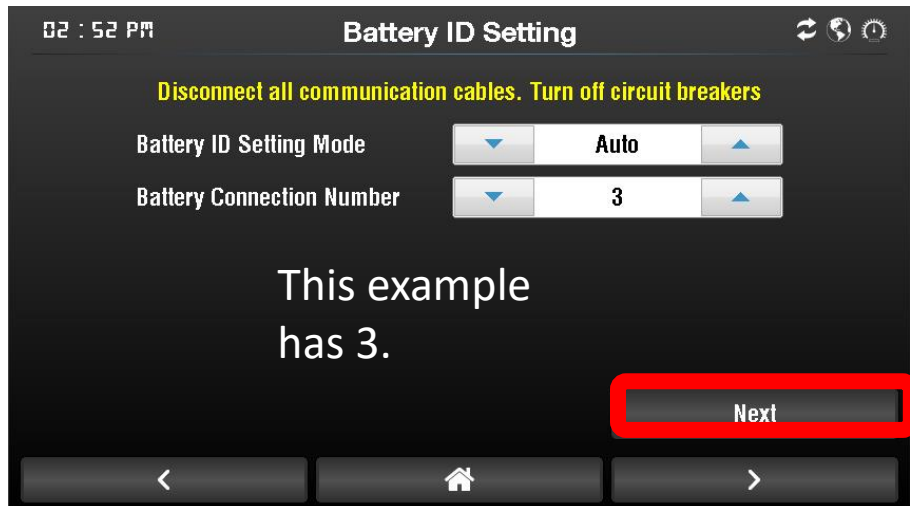 02 : 52 PM Battery ID Setting
Disconnect all communication cables. Turn off circuit breakers
Battery ID Setting Mode Auto
Battery Connection Number 3
This example
has 3.
Next